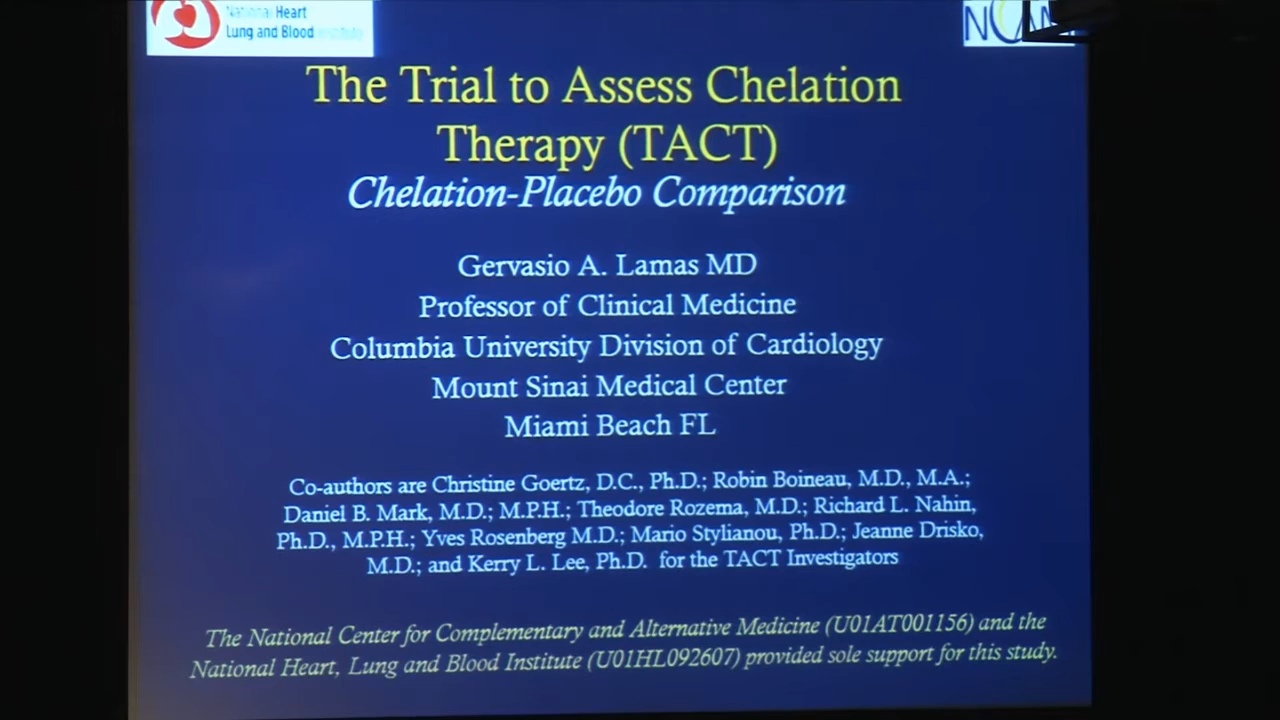 National Heart
Lung and Blood Institute
The Trial to Assess Chelation
Therapy (TACT)
Chelation-Placebo Comparison
Gervasio A. Lamas MD
Professor of Clinical Medicine
Columbia University Division of Cardiology
Mount Sinai Medical Center
Miami Beach FL
Co-authors are Christine Goertz, D.C., Ph.D.; Robin Boineau, M.D., M.A.;
Daniel B. Mark, M.D.; M.P.H.; Theodore Rozema, M.D.; Richard L. Nahin,
Ph.D., M.P.H.; Yves Rosenberg M.D.; Mario Stylianou, Ph.D.; Jeanne Drisko,
M.D.; and Kerry L. Lee, Ph.D. for the TACT Investigators
The National Center for Complementary and Alternative Medicine (U01AT001156) and the
National Heart, Lung and Blood Institute (U01HL092607) provided sole support for this study.